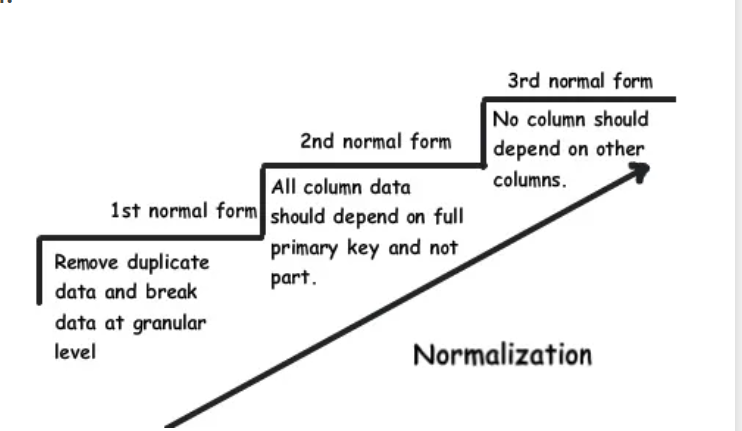 3rd normal form
No column should
depend on other
columns.
2nd normal form
All column data
should depend on full
primary key and not
part.
1st normal form
Remove duplicate
data and break
data at granular
level
Normalization